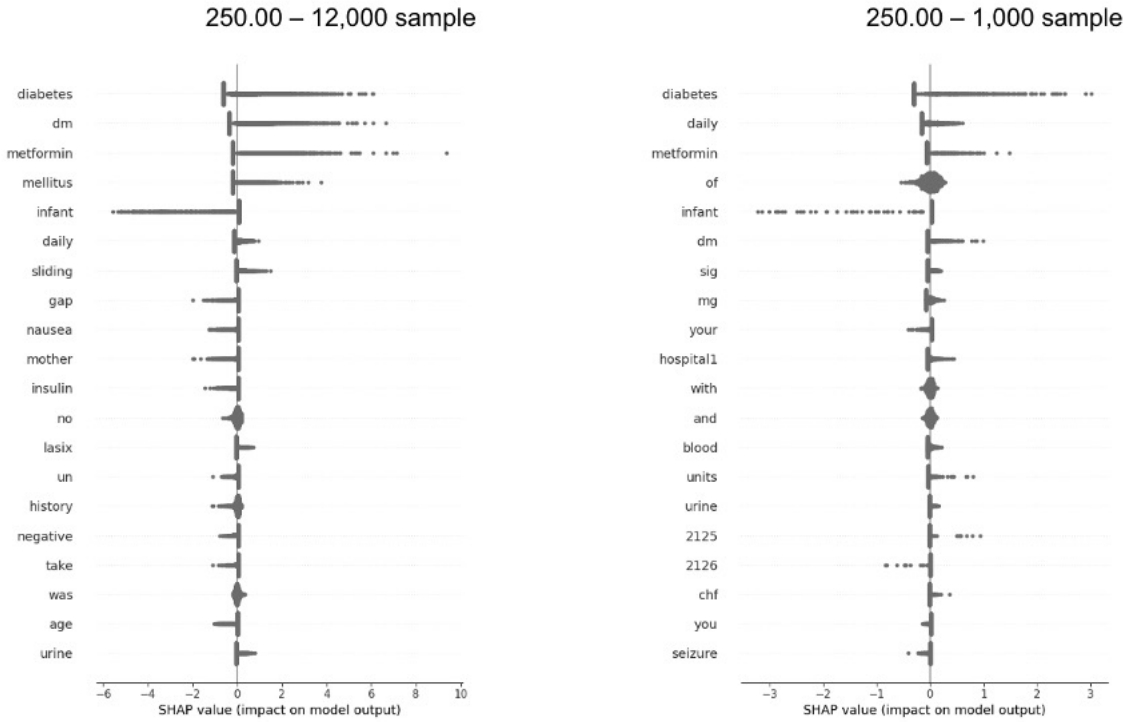 250.00 – 12,000 sample
diabetes
dm
metformin
mellitus
infant
daily
sliding
gap
nausea
mother
insulin
no
lasix
un
history
negative
take
was
age
urine
−6 −4 −2 0 2 4 6 8 10
SHAP value (impact on model output)
250.00 – 1,000 sample
diabetes
daily
metformin
of
infant
dm
sig
mg
your
hospital1
with
and
blood
units
urine
2125
2126
chf
you
seizure
−3 −2 −1 0 1 2 3
SHAP value (impact on model output)